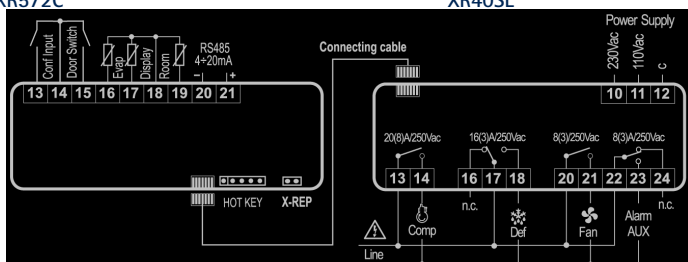 XR572C
XR40SL
Power Supply
Conf Input
Door Switch
Evap
Display
Room
RS485
4÷20mA
Connecting cable
230Vac
110Vac
c
- +
13 14 15 16 17 18 19 20 21
10 11 12
20(8)A/250Vac 16(3)A/250Vac 8(3)/250Vac 8(3)A/250Vac
13 14 16 17 18 20 21 22 23 24
HOT KEY X-REP
n.c. n.c.
Comp Def Fan Alarm
AUX
Line